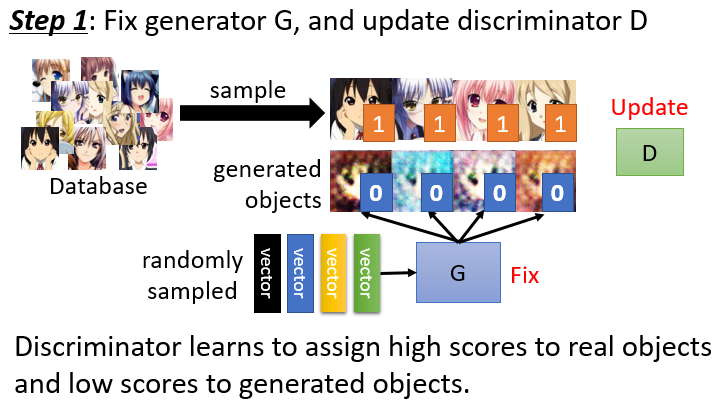 Step 1: Fix generator G, and update discriminator D
sample
Database
1 1 1 1
Update
D
generated
objects
0 0 0 0
randomly
sampled
vector vector vector vector
G
Fix
Discriminator learns to assign high scores to real objects
and low scores to generated objects.